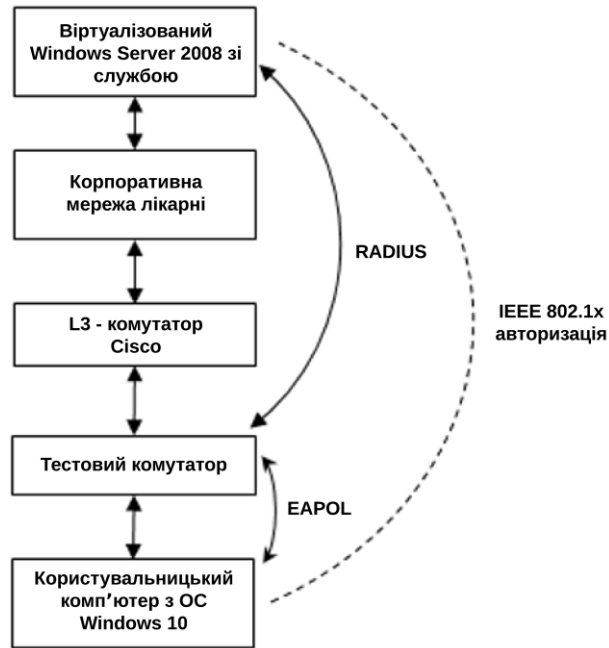 Віртуалізований
Windows Server 2008 зі
службою
Корпоративна
мережа лікарні
RADIUS
IEEE 802.1x
авторизація
L3 - комутатор
Cisco
Тестовий комутатор
EAPOL
Користувальницький
комп՚ютер з ОС
Windows 10